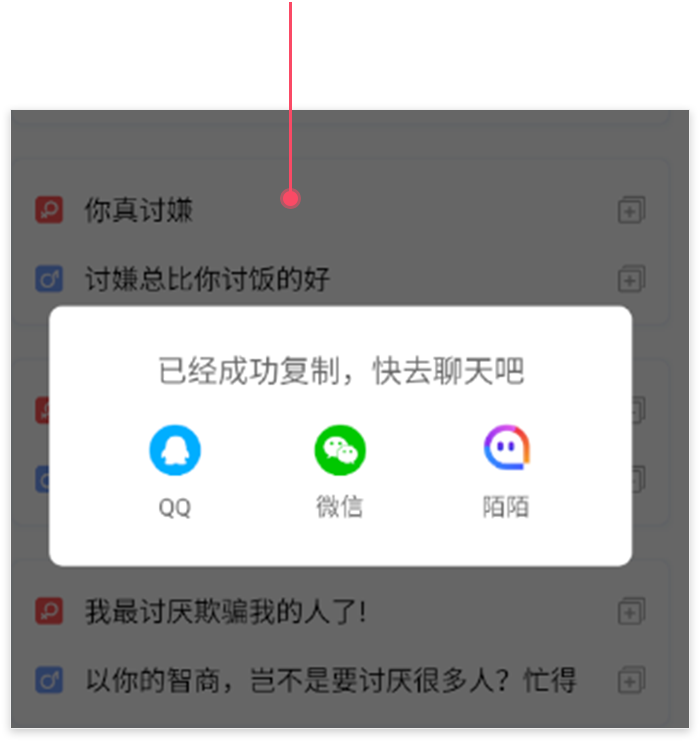 你真讨嫌
讨嫌总比你讨饭的好
已经成功复制，快去聊天吧
QQ
微信
陌陌
我最讨厌欺骗我的人了!
以你的智商，岂不是要讨厌很多人？忙得